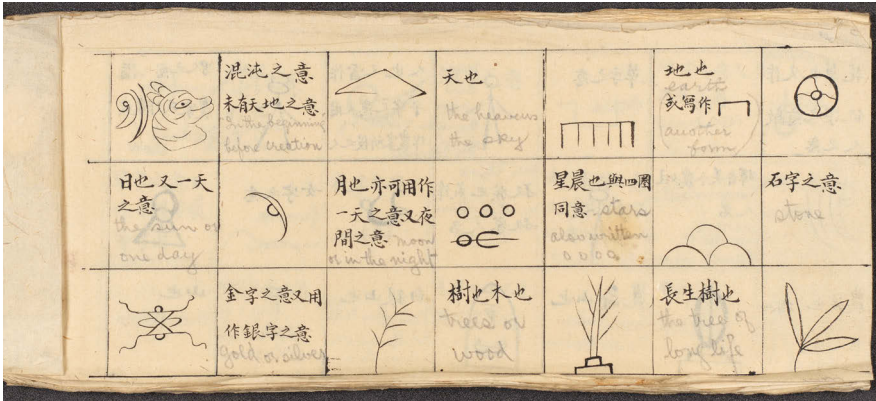 混沌之意
未有天地之意
In the beginning
before creation
天也
the heavens
the sky
地也
earth
或寫作
another
form
日也又一天
之意
the sun or
one day
月也亦可用作
一天之意又夜
間之意 moon
or in the night
星晨也與四圈
同意 stars
also written
0 0 0 0
石字之意
stone
金字之意又用
作銀字之意
gold or silver
樹也木也
trees or
wood
長生樹也
the tree of
long life